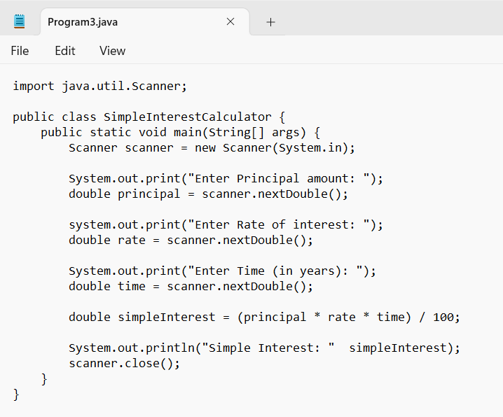 Program3.java
File Edit View
import java.util.Scanner;
public class SimpleInterestCalculator {
    public static void main(String[] args) {
        Scanner scanner = new Scanner(System.in);
        System.out.print("Enter Principal amount: ");
        double principal = scanner.nextDouble();
        system.out.print("Enter Rate of interest: ");
        double rate = scanner.nextDouble();
        System.out.print("Enter Time (in years): ");
        double time = scanner.nextDouble();
        double simpleInterest = (principal * rate * time) / 100;
        System.out.println("Simple Interest: "  simpleInterest);
        scanner.close();
    }
}